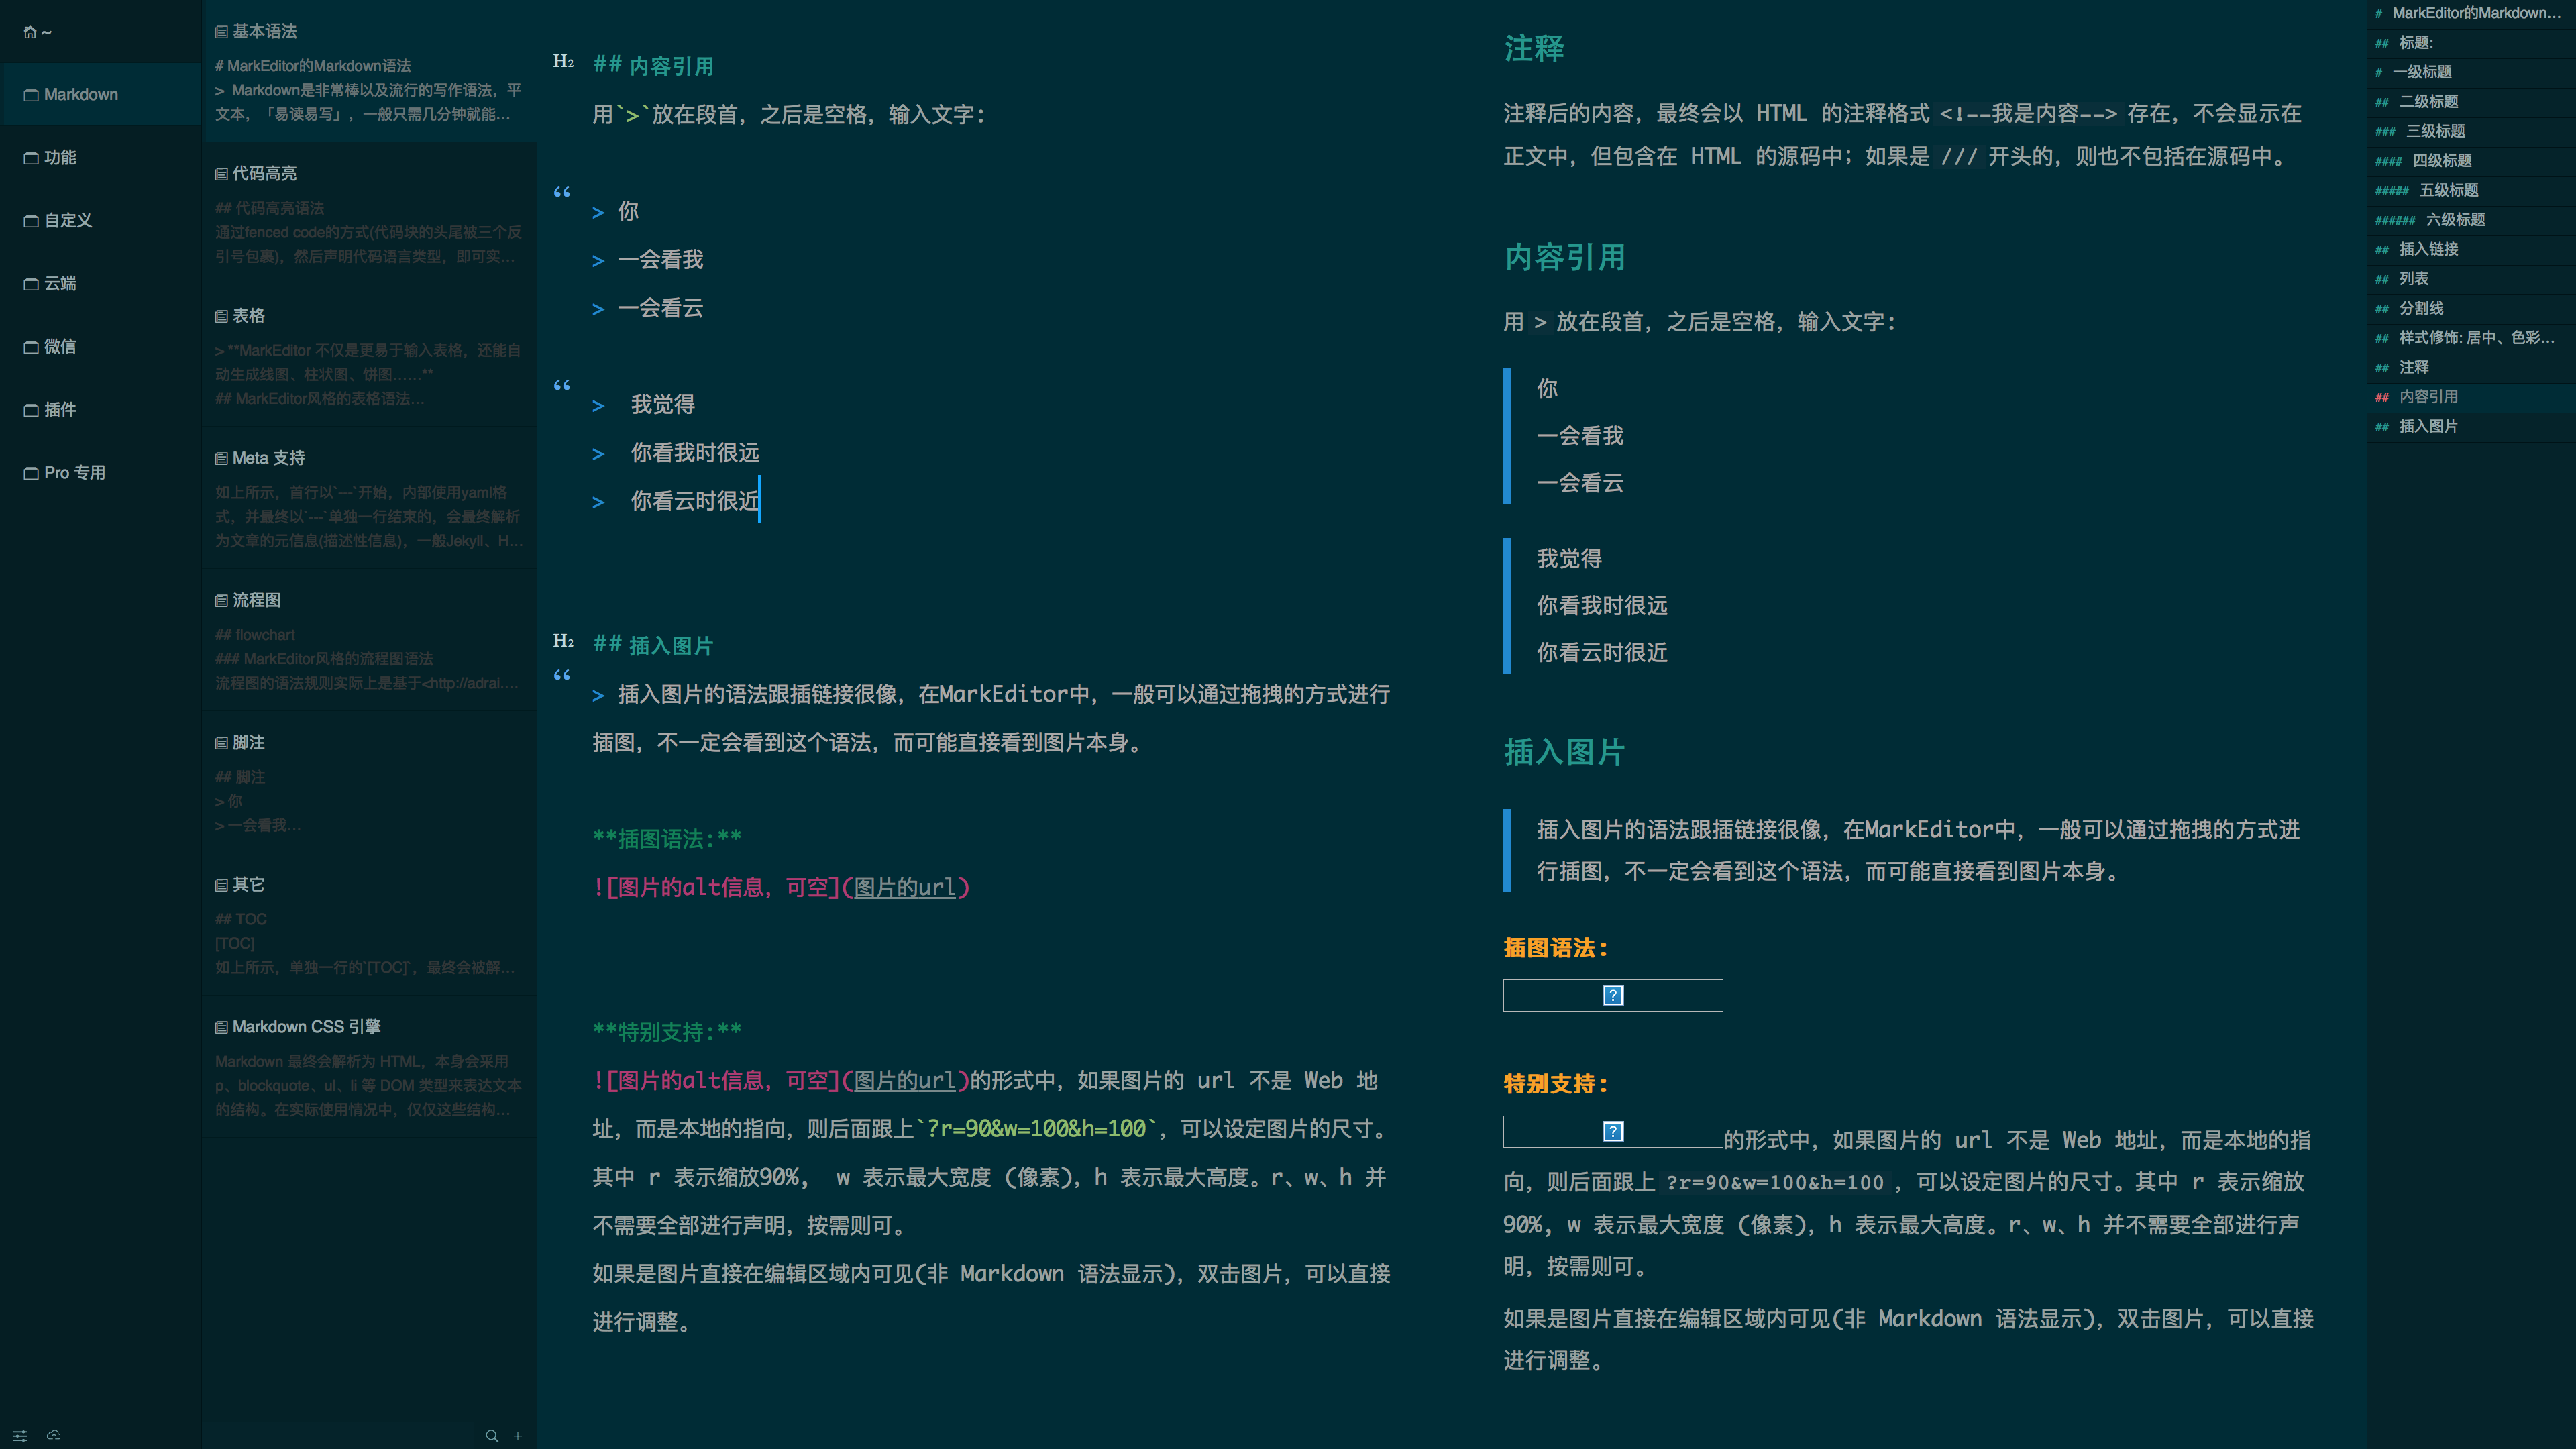 ~
Markdown
功能
自定义
云端
微信
插件
Pro 专用
基本语法
# MarkEditor的Markdown语法
> Markdown是非常棒以及流行的写作语法，平
文本，「易读易写」，一般只需几分钟就能...
代码高亮
## 代码高亮语法
通过fenced code的方式(代码块的头尾被三个反
引号包裹)，然后声明代码语言类型，即可实...
表格
> **MarkEditor 不仅是更易于输入表格，还能自
动生成线图、柱状图、饼图......**
## MarkEditor风格的表格语法...
Meta 支持
如上所示，首行以`---`开始，内部使用yaml格
式，并最终以`---`单独一行结束的，会最终解析
为文章的元信息(描述性信息)，一般Jekyll、H...
流程图
## flowchart
### MarkEditor风格的流程图语法
流程图的语法规则实际上是基于<http://adrai....
脚注
## 脚注
> 你
> 一会看我...
其它
## TOC
[TOC]
如上所示，单独一行的`[TOC]`，最终会被解...
Markdown CSS 引擎
Markdown 最终会解析为 HTML，本身会采用
p、blockquote、ul、li 等 DOM 类型来表达文本
的结构。在实际使用情况中，仅仅这些结构...
H2 ## 内容引用
用`>`放在段首，之后是空格，输入文字：
“
> 你
> 一会看我
> 一会看云
“
> 我觉得
> 你看我时很远
> 你看云时很近
H2 ## 插入图片
“
> 插入图片的语法跟插链接很像，在MarkEditor中，一般可以通过拖拽的方式进行
插图，不一定会看到这个语法，而可能直接看到图片本身。
**插图语法：**
![图片的alt信息，可空](图片的url)
**特别支持：**
![图片的alt信息，可空](图片的url)的形式中，如果图片的 url 不是 Web 地
址，而是本地的指向，则后面跟上`?r=90&w=100&h=100`，可以设定图片的尺寸。
其中 r 表示缩放90%， w 表示最大宽度 (像素)，h 表示最大高度。r、w、h 并
不需要全部进行声明，按需则可。
如果是图片直接在编辑区域内可见(非 Markdown 语法显示)，双击图片，可以直接
进行调整。
注释
注释后的内容，最终会以 HTML 的注释格式 <!--我是内容--> 存在，不会显示在
正文中，但包含在 HTML 的源码中；如果是 /// 开头的，则也不包括在源码中。
内容引用
用 > 放在段首，之后是空格，输入文字：
你
一会看我
一会看云
我觉得
你看我时很远
你看云时很近
插入图片
插入图片的语法跟插链接很像，在MarkEditor中，一般可以通过拖拽的方式进
行插图，不一定会看到这个语法，而可能直接看到图片本身。
插图语法：
?
特别支持：
?的形式中，如果图片的 url 不是 Web 地址，而是本地的指
向，则后面跟上 ?r=90&w=100&h=100 ，可以设定图片的尺寸。其中 r 表示缩放
90%，w 表示最大宽度 (像素)，h 表示最大高度。r、w、h 并不需要全部进行声
明，按需则可。
如果是图片直接在编辑区域内可见(非 Markdown 语法显示)，双击图片，可以直接
进行调整。
# MarkEditor的Markdown...
## 标题:
# 一级标题
## 二级标题
### 三级标题
#### 四级标题
##### 五级标题
###### 六级标题
## 插入链接
## 列表
## 分割线
## 样式修饰: 居中、色彩...
## 注释
## 内容引用
## 插入图片